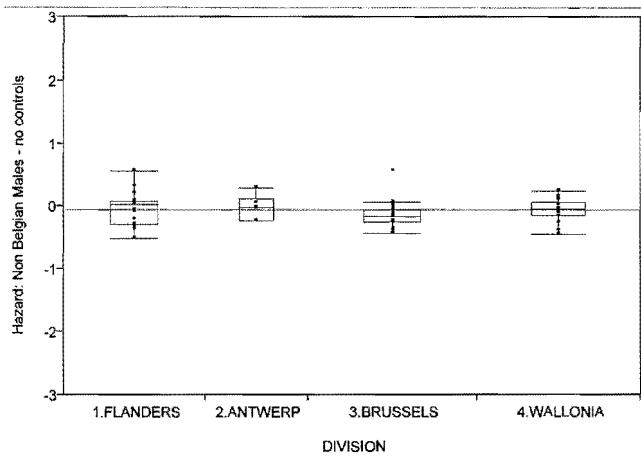 Hazard: Non Belgian Males - no controls
3
2
1
0
-1
-2
-3
1.FLANDERS 2.ANTWERP 3.BRUSSELS 4.WALLONIA
DIVISION